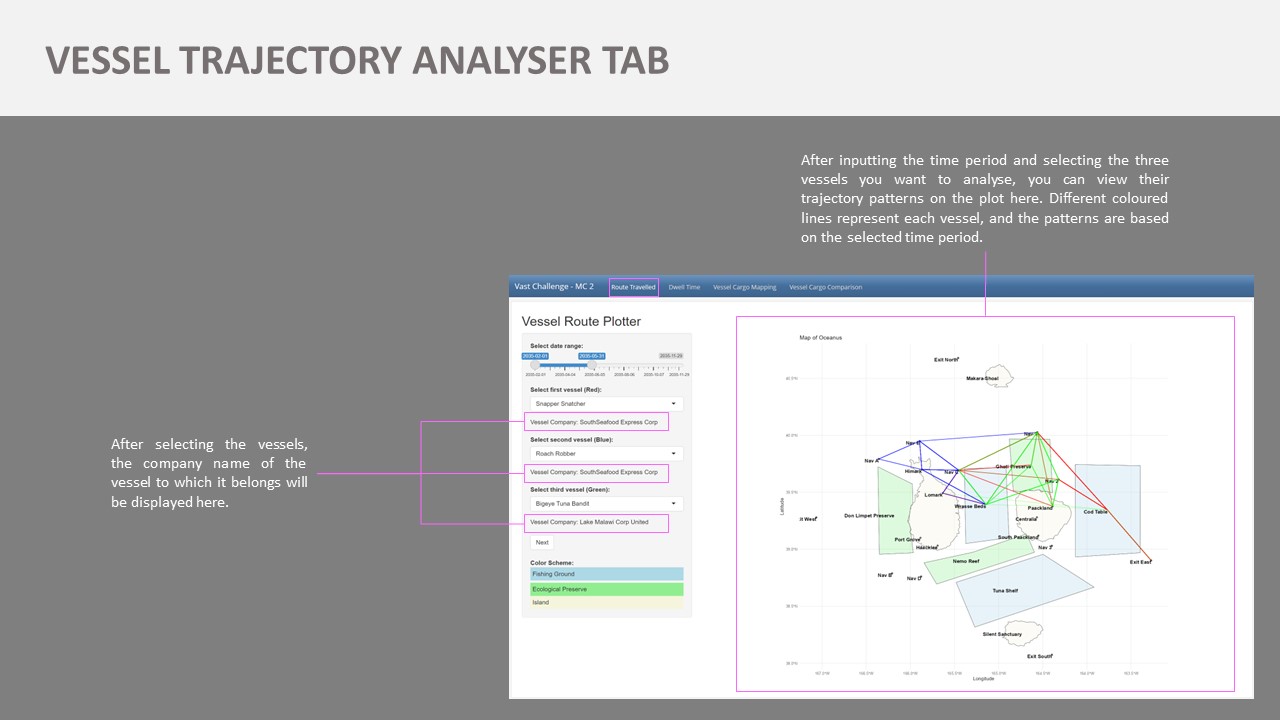 VESSEL TRAJECTORY ANALYSER TAB
After inputting the time period and selecting the three
vessels you want to analyse, you can view their
trajectory patterns on the plot here. Different coloured
lines represent each vessel, and the patterns are based
on the selected time period.
After selecting the vessels,
the company name of the
vessel to which it belongs will
be displayed here.
Vast Challenge - MC 2
Route Travelled
Dwell Time
Vessel Cargo Mapping
Vessel Cargo Comparison
Vessel Route Plotter
Select date range:
2035-02-01
2035-05-31
2035-11-29
Select first vessel (Red):
Snapper Snatcher
Vessel Company: SouthSeafood Express Corp
Select second vessel (Blue):
Roach Robber
Vessel Company: SouthSeafood Express Corp
Select third vessel (Green):
Bigeye Tuna Bandit
Vessel Company: Lake Malawi Corp United
Next
Color Scheme:
Fishing Ground
Ecological Preserve
Island
Map of Oceanus
Exit North
Makara Shoal
Nav A
Himark
Ghoti Preserve
Lomark
Wrasse Beds
Paackland
Cod Table
Don Limpet Preserve
Centralia
Port Grove
Haacklee
South Paackland
Nav 3
Exit East
Nemo Reef
Nav B
Nav D
Tuna Shelf
Silent Sanctuary
Exit South
Latitude
Longitude